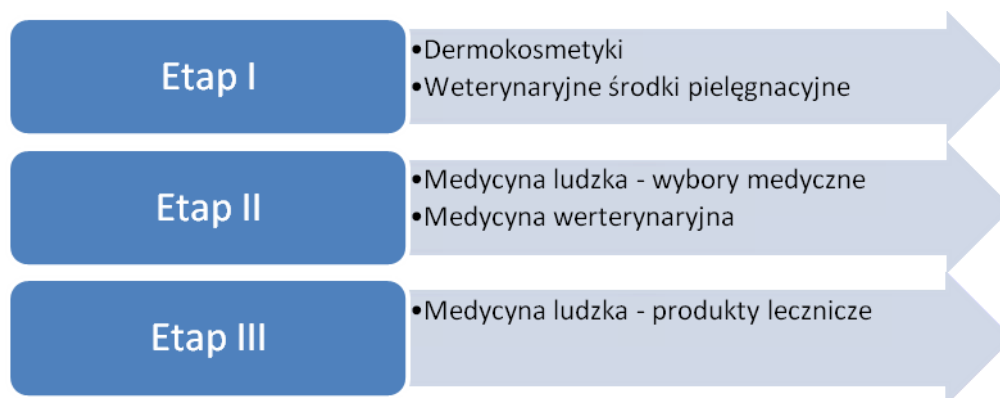 Etap I
•Dermokosmetyki
•Weterynaryjne środki pielęgnacyjne
Etap II
•Medycyna ludzka - wybory medyczne
•Medycyna werterynaryjna
Etap III
•Medycyna ludzka - produkty lecznicze